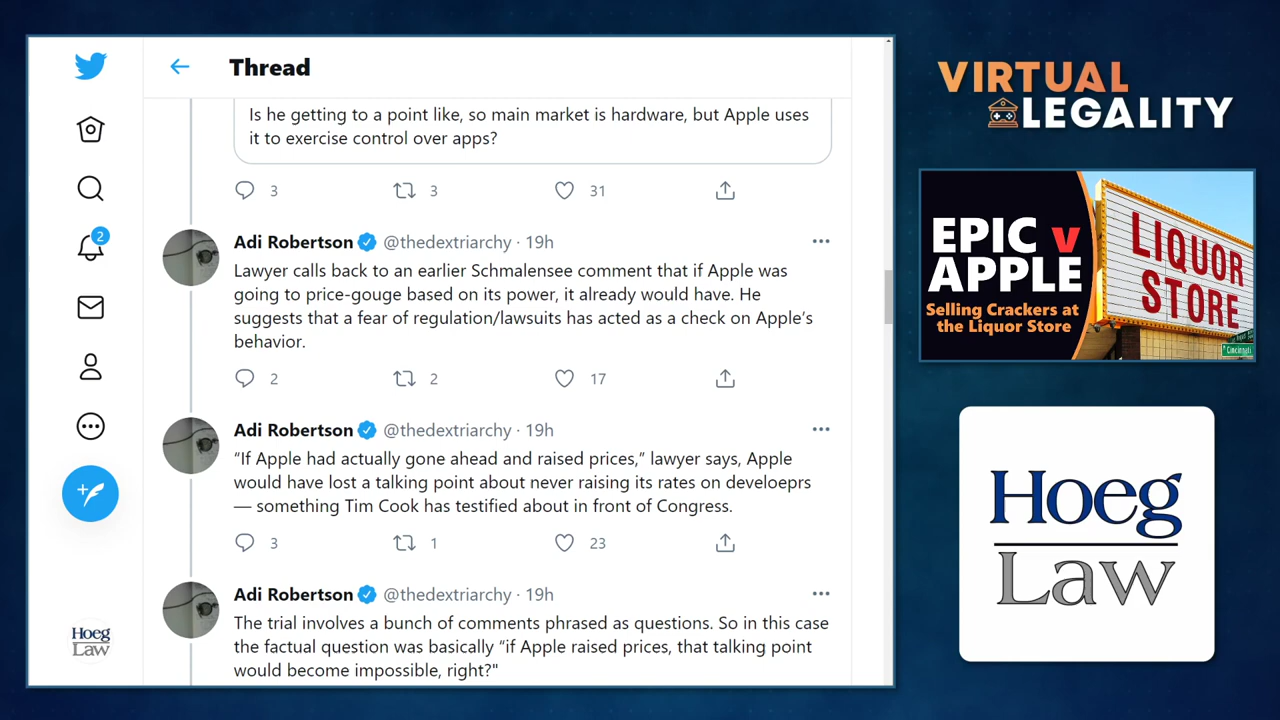 Thread
Is he getting to a point like, so main market is hardware, but Apple uses
it to exercise control over apps?
3
3
31
Adi Robertson @thedextriarchy · 19h
Lawyer calls back to an earlier Schmalensee comment that if Apple was
going to price-gouge based on its power, it already would have. He
suggests that a fear of regulation/lawsuits has acted as a check on Apple's
behavior.
2
2
17
Adi Robertson @thedextriarchy · 19h
“If Apple had actually gone ahead and raised prices,” lawyer says, Apple
would have lost a talking point about never raising its rates on develoeprs
— something Tim Cook has testified about in front of Congress.
3
1
23
Adi Robertson @thedextriarchy · 19h
The trial involves a bunch of comments phrased as questions. So in this case
the factual question was basically “if Apple raised prices, that talking point
would become impossible, right?"
2
Hoeg
Law
VIRTUAL
LEGALITY
EPIC v
APPLE
Selling Crackers at
the Liquor Store
LIQUOR
STORE
Cincinnati
Hoeg
Law